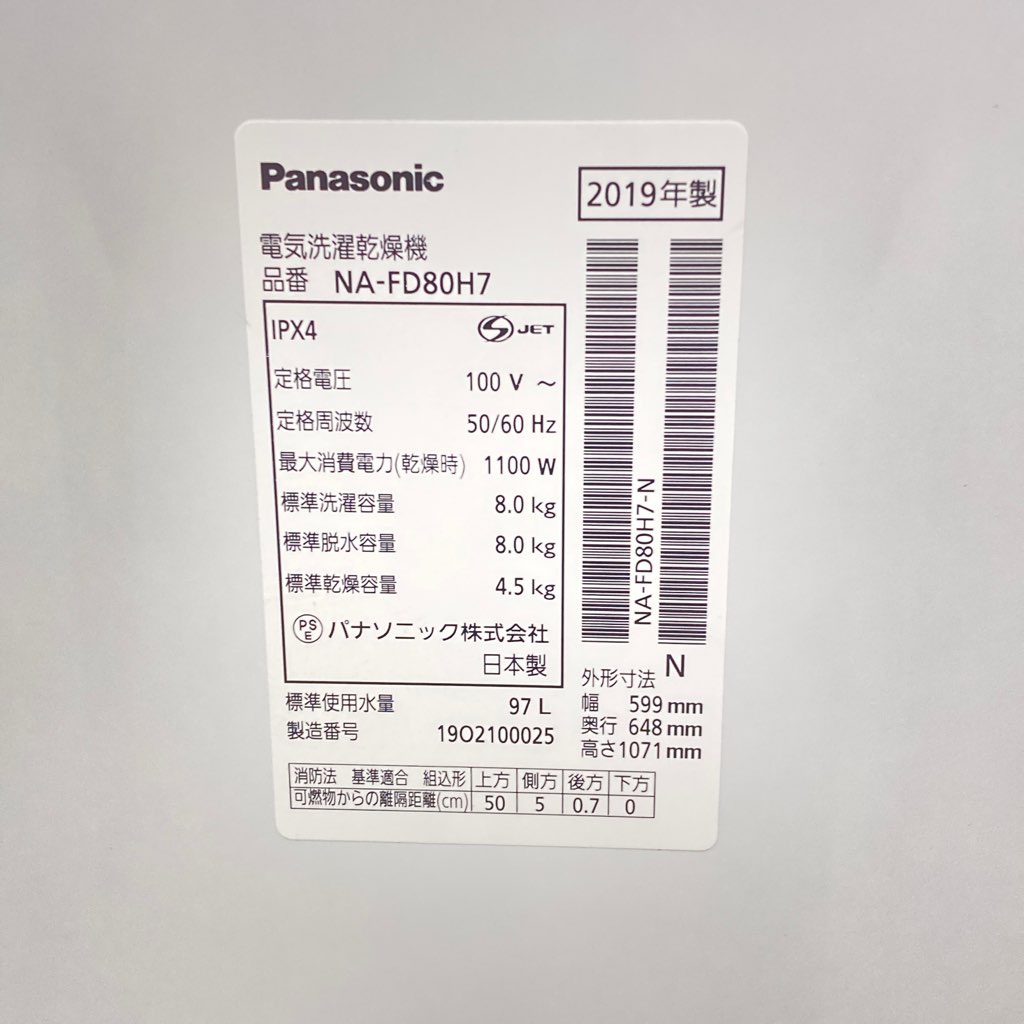 Panasonic
2019年製
電気洗濯乾燥機
品番 NA-FD80H7
IPX4
S JET
定格電圧 100 V ～
定格周波数 50/60 Hz
最大消費電力(乾燥時) 1100 W
標準洗濯容量 8.0 kg
標準脱水容量 8.0 kg
標準乾燥容量 4.5 kg
PSE パナソニック株式会社
日本製
標準使用水量 97 L
製造番号 19O2100025
NA-FD80H7-N
N
外形寸法
幅 599 mm
奥行 648 mm
高さ1071 mm
消防法 基準適合 組込形 上方 側方 後方 下方
可燃物からの離隔距離(cm) 50 5 0.7 0